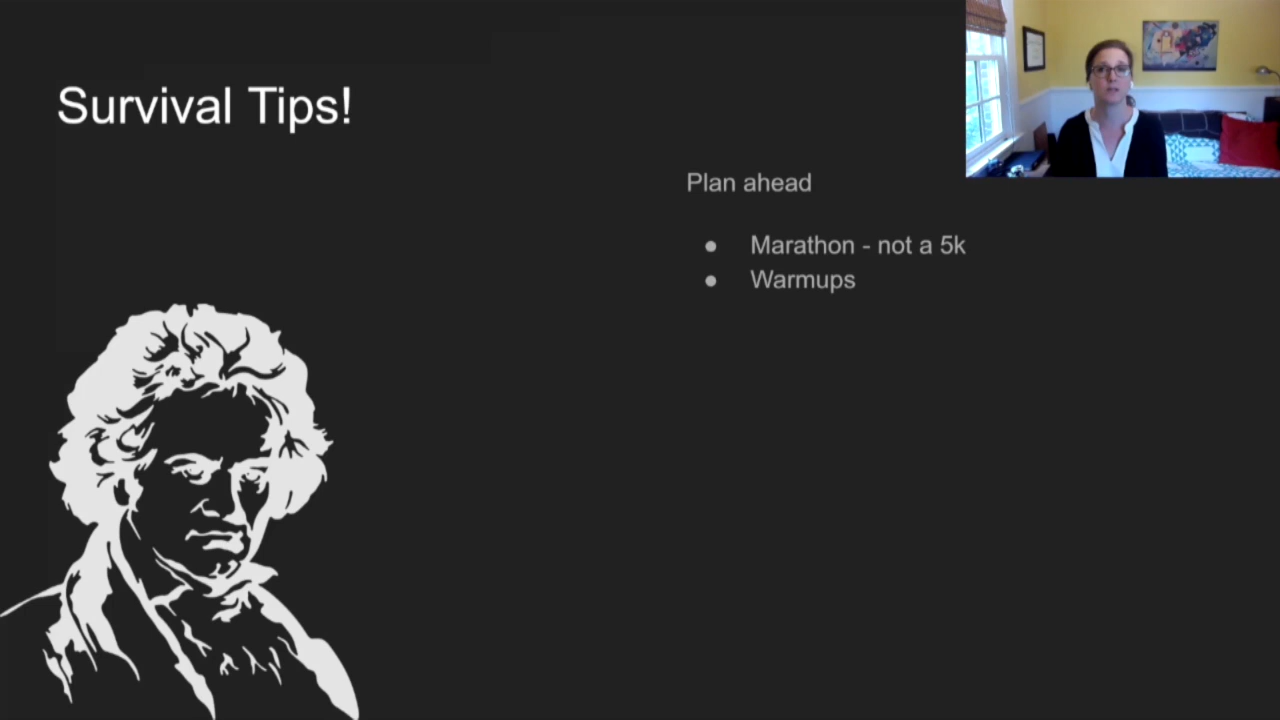 Survival Tips!
Plan ahead
● Marathon - not a 5k
● Warmups